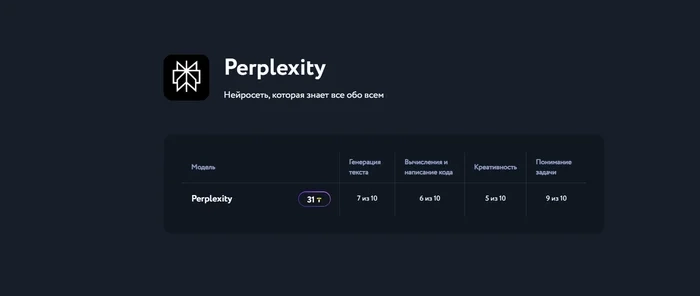 Perplexity
Нейросеть, которая знает все обо всем
Модель
Генерация
текста
Вычисления и
написание кода
Креативность
Понимание
задачи
Perplexity
31
7 из 10
6 из 10
5 из 10
9 из 10